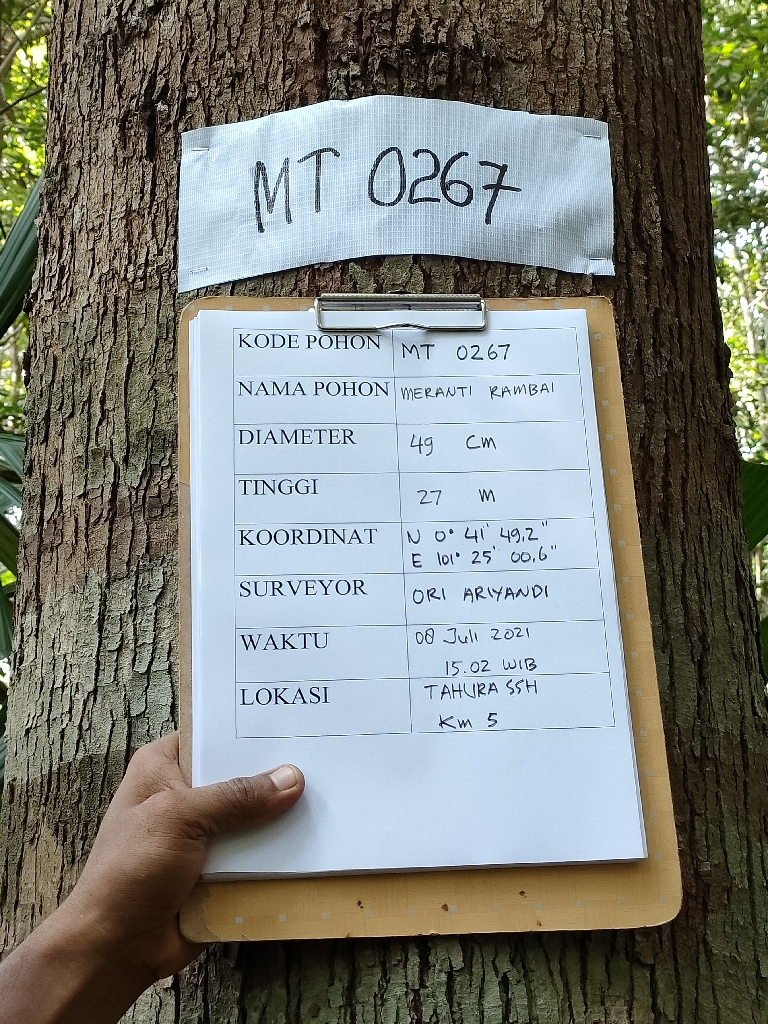 MT 0267
KODE POHON MT 0267
NAMA POHON MERANTI RAMBAI
DIAMETER 49 Cm
TINGGI 27 M
KOORDINAT N 0° 41' 49,2"
E 101° 25' 00,6"
SURVEYOR ORI ARIYANDI
WAKTU 08 Juli 2021
15.02 WIB
LOKASI TAHURA SSH
Km 5